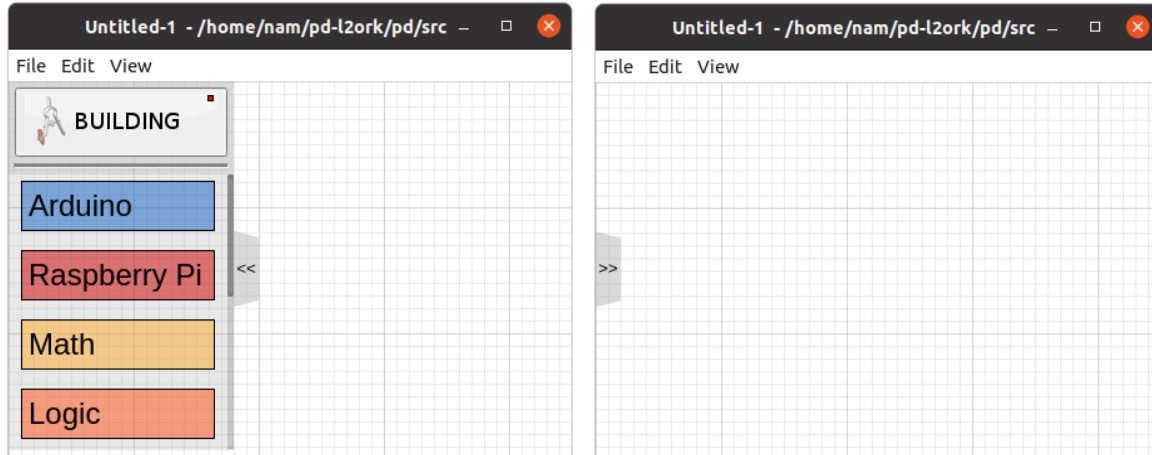 Untitled-1 - /home/nam/pd-l2ork/pd/src
File Edit View
BUILDING
Arduino
Raspberry Pi
<<
Math
Logic
Untitled-1 - /home/nam/pd-l2ork/pd/src
File Edit View
>>